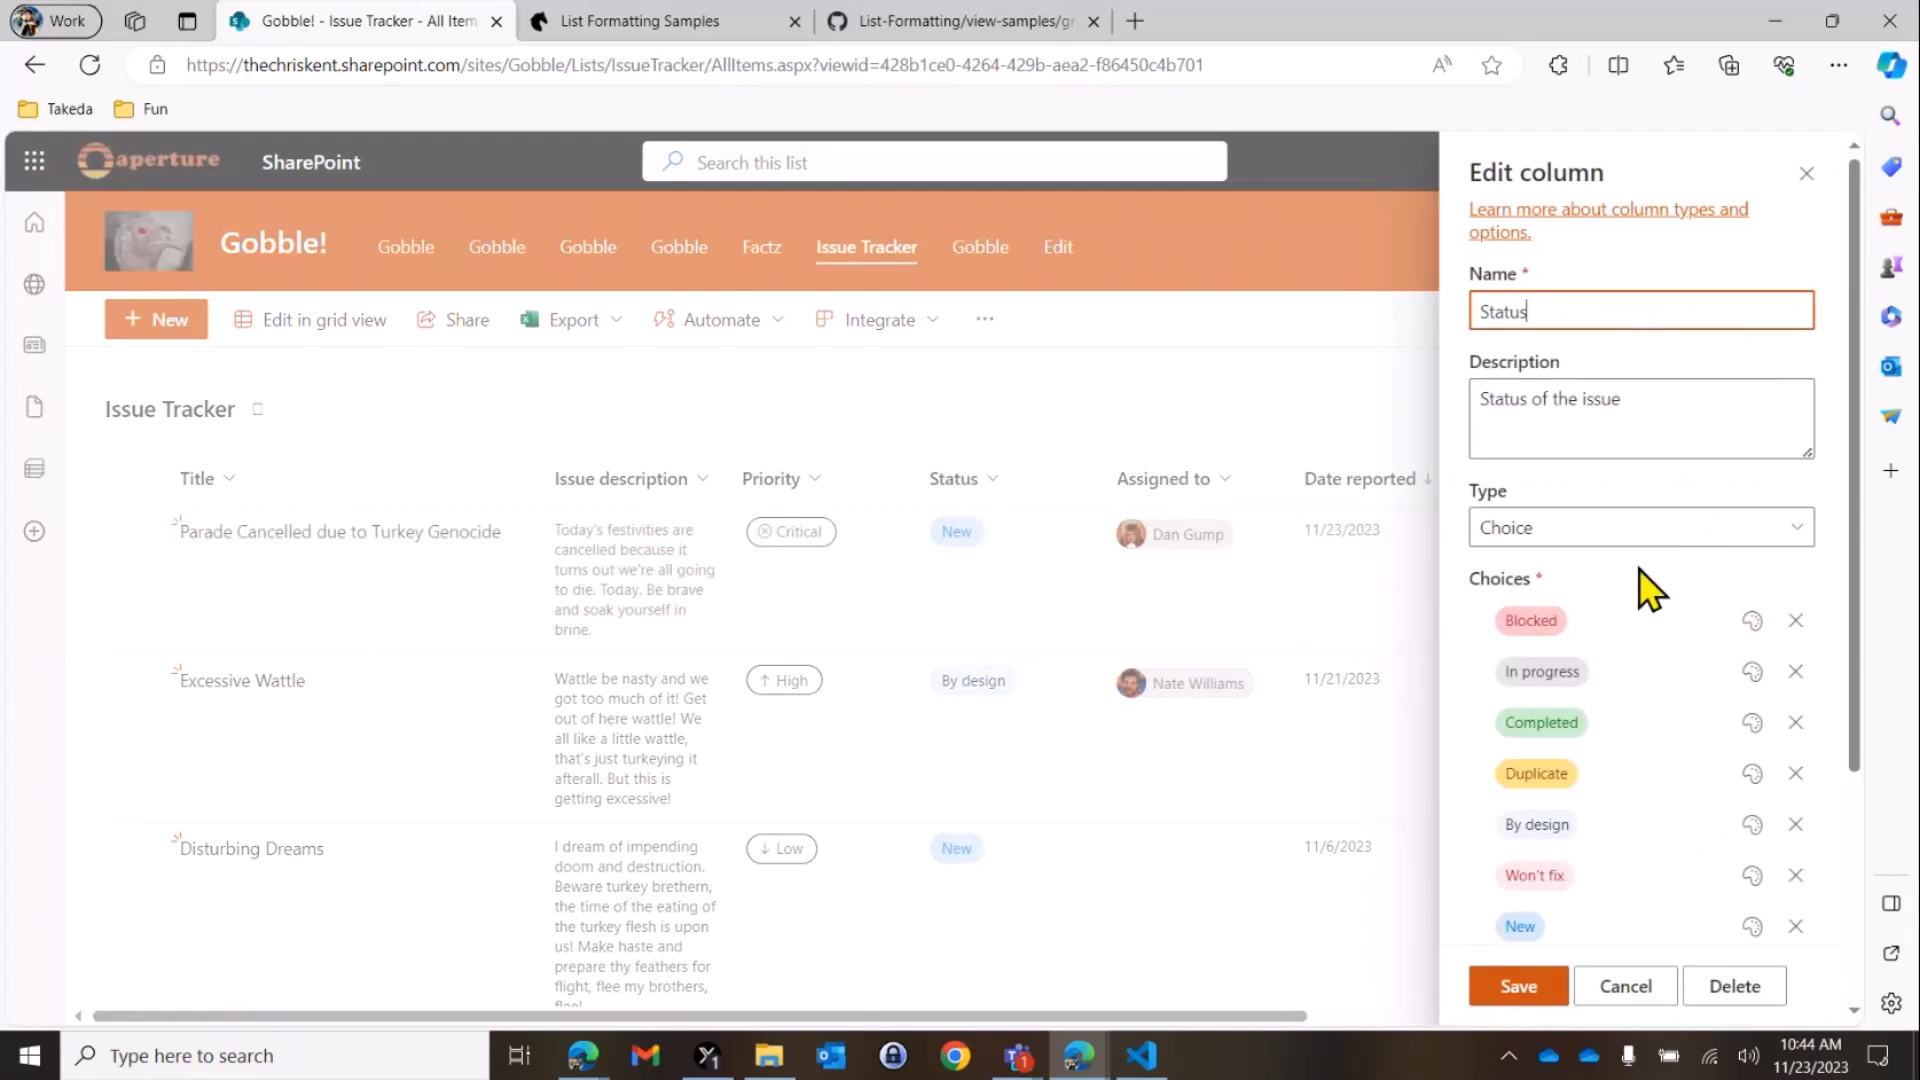 Work
Gobble! - Issue Tracker - All Item
List Formatting Samples
List-Formatting/view-samples/gr
https://thechriskent.sharepoint.com/sites/Gobble/Lists/IssueTracker/AllItems.aspx?viewid=428b1ce0-4264-429b-aea2-f86450c4b701
Takeda
Fun
aperture
SharePoint
Search this list
Gobble!
Gobble
Gobble
Gobble
Gobble
Factz
Issue Tracker
Gobble
Edit
New
Edit in grid view
Share
Export
Automate
Integrate
Issue Tracker
Title
Issue description
Priority
Status
Assigned to
Date reported
Parade Cancelled due to Turkey Genocide
Today's festivities are
cancelled because it
turns out we're all going
to die. Today. Be brave
and soak yourself in
brine.
Critical
New
Dan Gump
11/23/2023
Excessive Wattle
Wattle be nasty and we
got too much of it! Get
out of here wattle! We
all like a little wattle,
that's just turkeying it
afterall. But this is
getting excessive!
High
By design
Nate Williams
11/21/2023
Disturbing Dreams
I dream of impending
doom and destruction.
Beware turkey brethern,
the time of the eating of
the turkey flesh is upon
us! Make haste and
prepare thy feathers for
flight, flee my brothers,
flee!
Low
New
11/6/2023
Edit column
Learn more about column types and
options.
Name *
Status
Description
Status of the issue
Type
Choice
Choices *
Blocked
In progress
Completed
Duplicate
By design
Won't fix
New
Save
Cancel
Delete
Type here to search
1
10:44 AM
11/23/2023